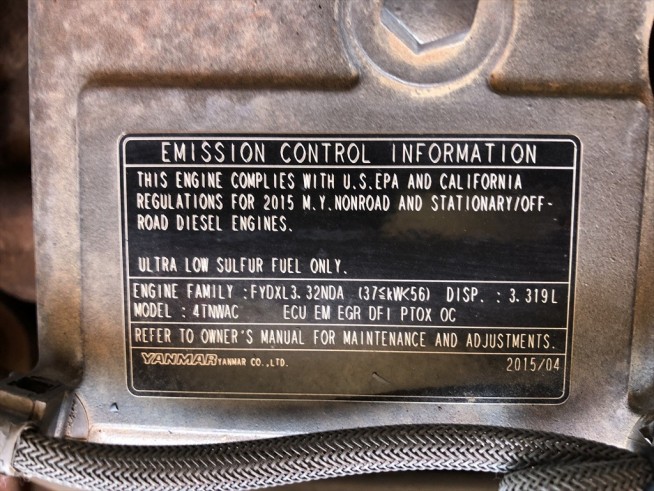 EMISSION CONTROL INFORMATION
THIS ENGINE COMPLIES WITH U.S.EPA AND CALIFORNIA
REGULATIONS FOR 2015 M.Y.NONROAD AND STATIONARY/OFF-
ROAD DIESEL ENGINES.
ULTRA LOW SULFUR FUEL ONLY.
ENGINE FAMILY :FYDXL3.32NDA (37≦kW<56) DISP. : 3.319L
MODEL : 4TNWAC ECU EM EGR DFI PTOX OC
REFER TO OWNER'S MANUAL FOR MAINTENANCE AND ADJUSTMENTS.
YANMAR YANMAR CO.,LTD. 2015/04